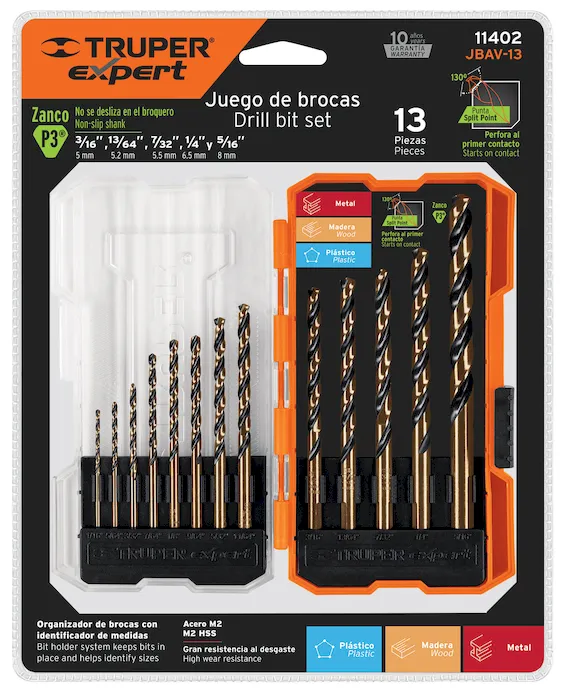 TRUPER®
expert
10 años
years
GARANTÍA
WARRANTY
11402
JBAV-13
Zanco
P3®
No se desliza en el broquero
Non-slip shank
3/16", 13/64", 7/32", 1/4" y 5/16"
5 mm 5.2 mm 5.5 mm 6.5 mm 8 mm
Juego de brocas
Drill bit set
13
Piezas
Pieces
130°
Punta
Split Point
Perfora al
primer contacto
Starts on contact
Metal
Madera
Wood
Plástico
Plastic
130°
Punta
Split Point
Zanco
P3®
Perfora al primer
contacto
Starts on contact
TRUPER expert
TRUPER expert
Organizador de brocas con
identificador de medidas
Bit holder system keeps bits in
place and helps identify sizes
Acero M2
M2 HSS
Gran resistencia al desgaste
High wear resistance
Plástico
Plastic
Madera
Wood
Metal